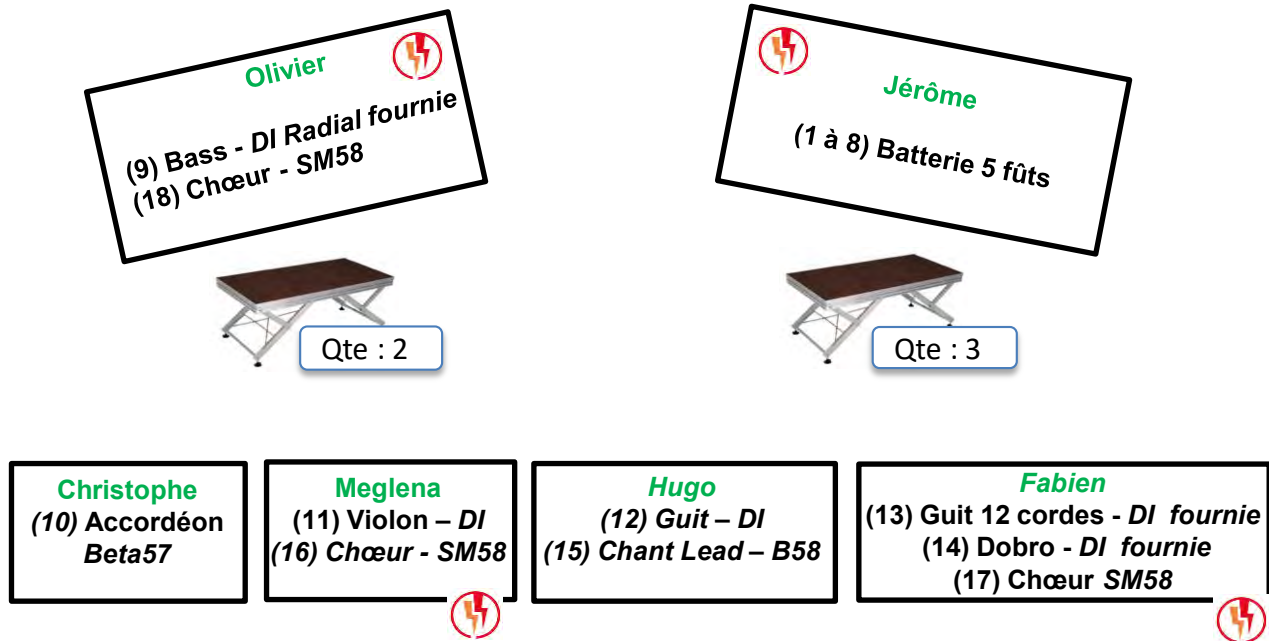 Olivier
(9) Bass - DI Radial fournie
(18) Chœur - SM58
Jérôme
(1 à 8) Batterie 5 fûts
Qte : 2
Qte : 3
Christophe
(10) Accordéon
Beta57
Meglena
(11) Violon – DI
(16) Chœur - SM58
Hugo
(12) Guit – DI
(15) Chant Lead – B58
Fabien
(13) Guit 12 cordes - DI fournie
(14) Dobro - DI fournie
(17) Chœur SM58